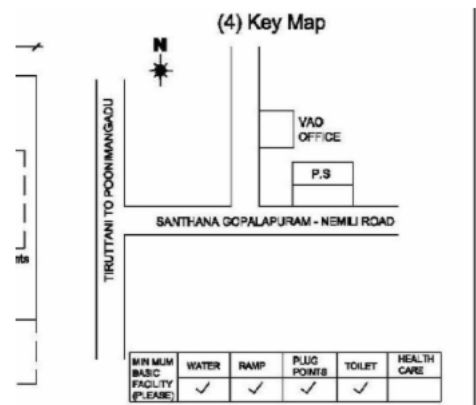 (4) Key Map
N
VAO
OFFICE
P.S
TIRUTTANI TO POONIMANGADU
SANTHANA GOPALAPURAM - NEMILI ROAD
nts
MINIMUM
BASIC
FACILITY
(PLEASE)
WATER
RAMP
PLUG
POINTS
TOILET
HEALTH
CARE
✓ ✓ ✓ ✓